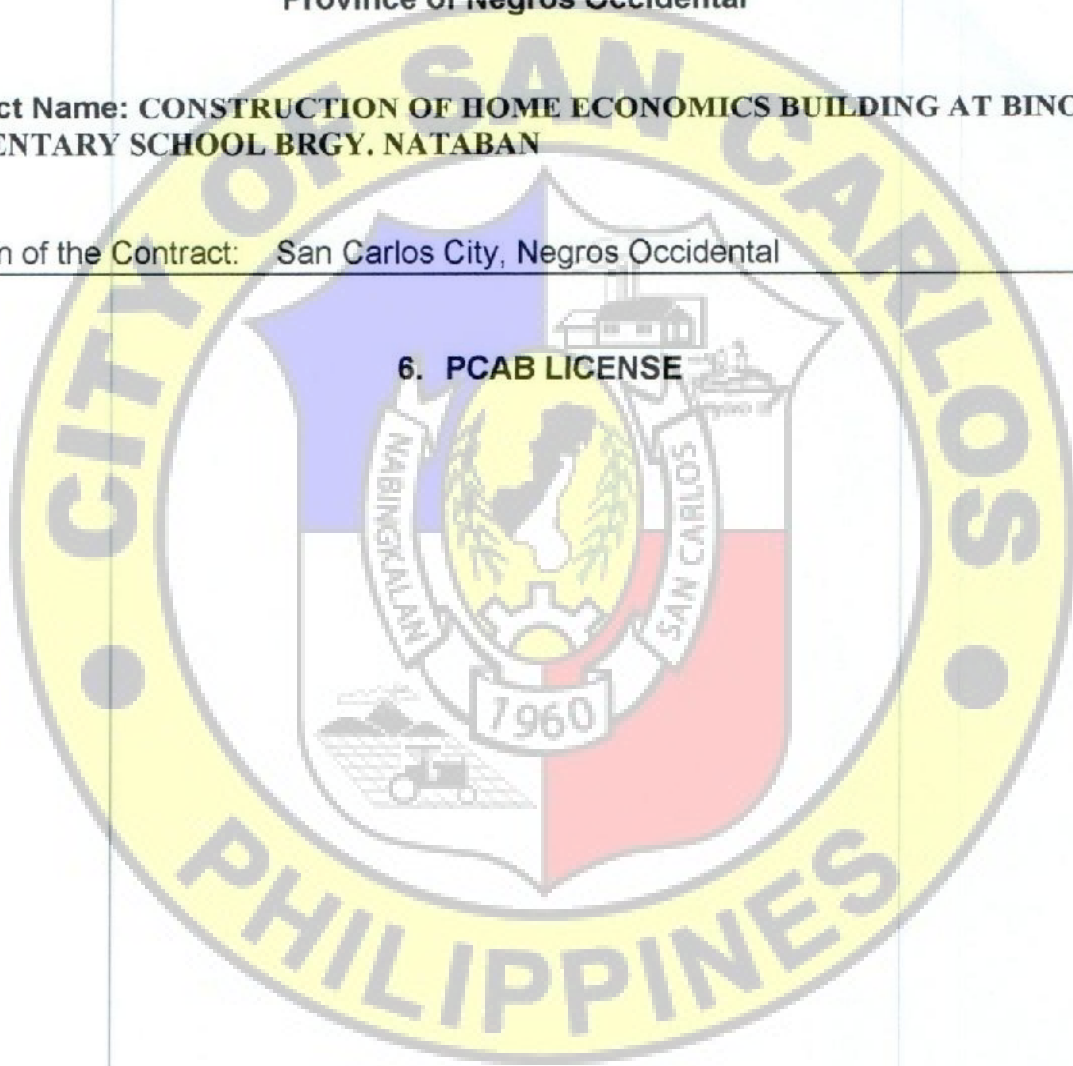 Province of Negros Occidental
ct Name: CONSTRUCTION OF HOME ECONOMICS BUILDING AT BINO
ENTARY SCHOOL BRGY. NATABAN
n of the Contract: San Carlos City, Negros Occidental
6. PCAB LICENSE
CITY OF SAN CARLOS
NABINGKALAN
SAN CARLOS
1960
PHILIPPINES